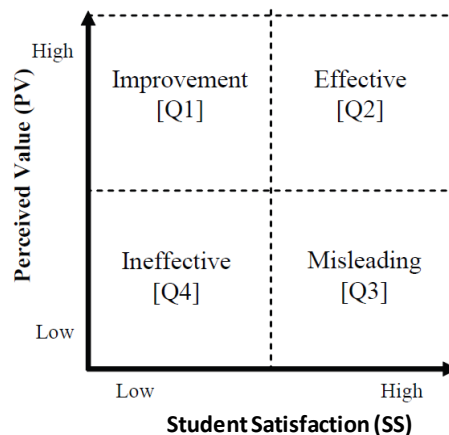 Perceived Value (PV)
High
Improvement
[Q1]
Effective
[Q2]
Ineffective
[Q4]
Misleading
[Q3]
Low
Low
High
Student Satisfaction (SS)